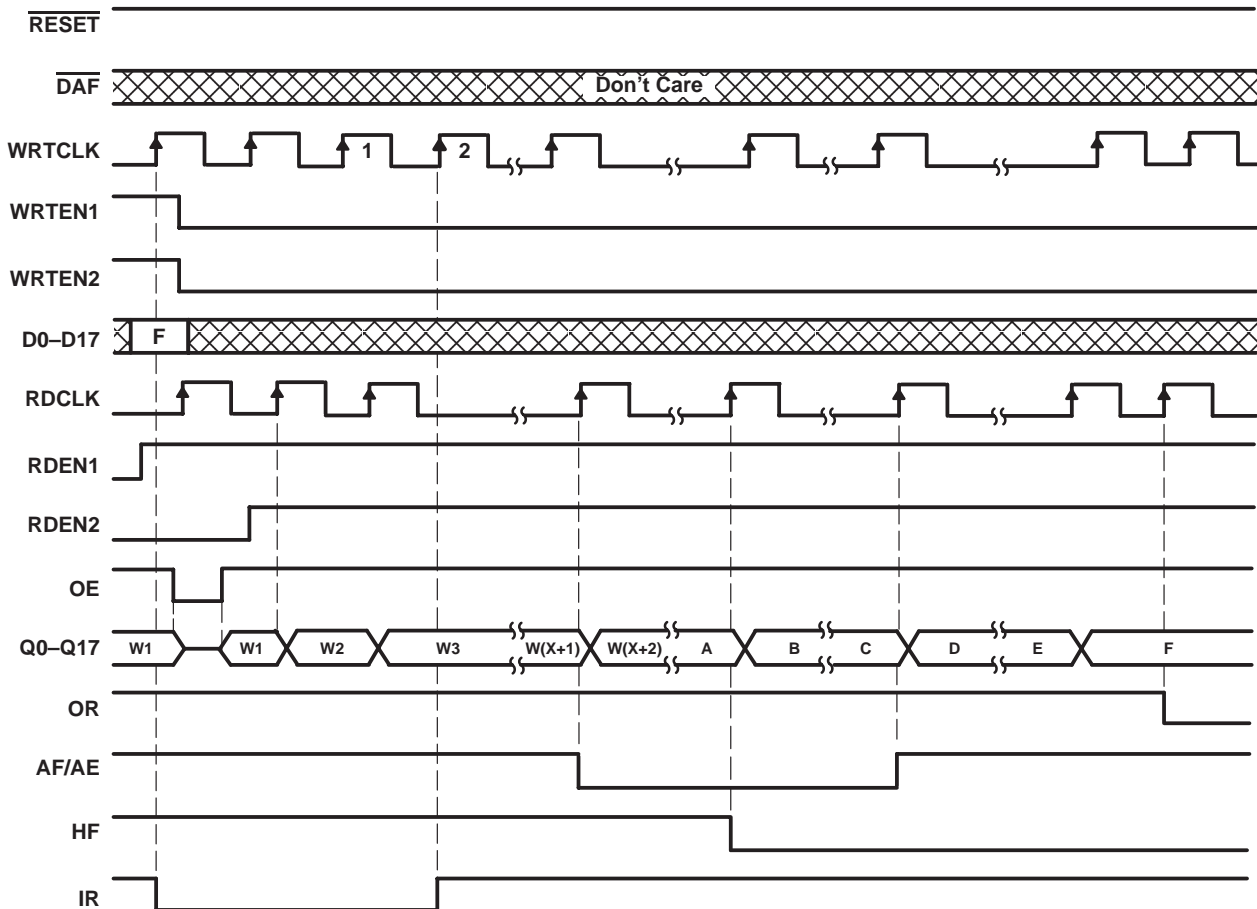 RESET
DAF
Don't Care
WRTCLK
1
2
WRTEN1
WRTEN2
D0–D17
F
RDCLK
RDEN1
RDEN2
OE
Q0–Q17
W1
W1
W2
W3
W(X+1)
W(X+2)
A
B
C
D
E
F
OR
AF/AE
HF
IR